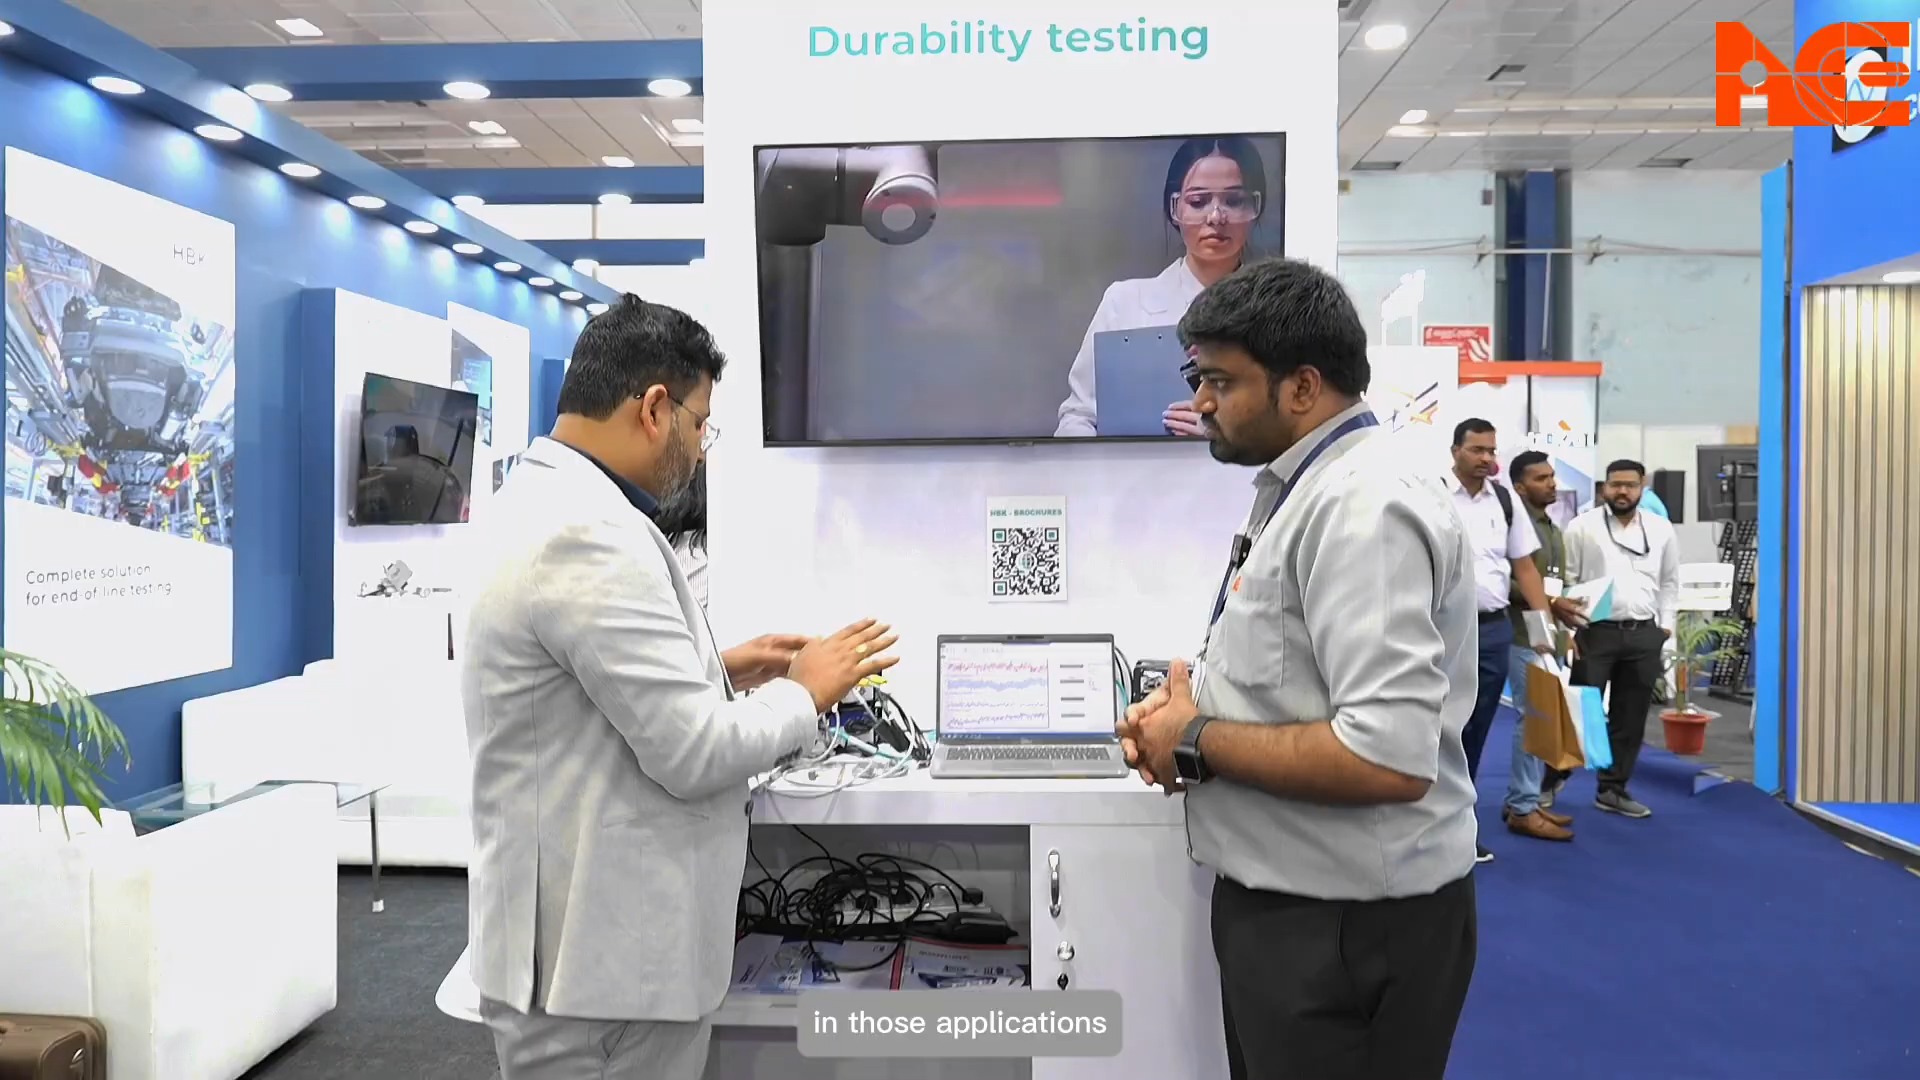 Durability testing
HBK
Complete solution
for end-of line testing
HBK - BROCHURES
in those applications